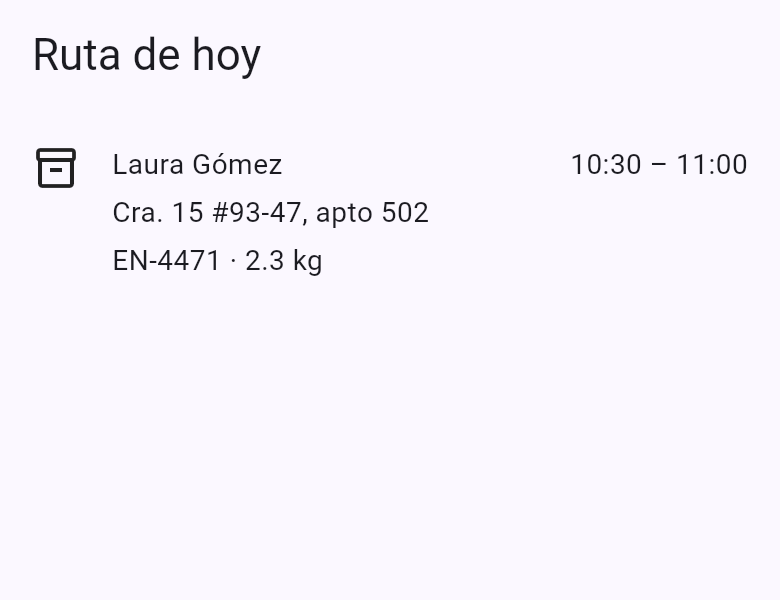 Ruta de hoy
Laura Gómez 10:30 – 11:00
Cra. 15 #93-47, apto 502
EN-4471 · 2.3 kg